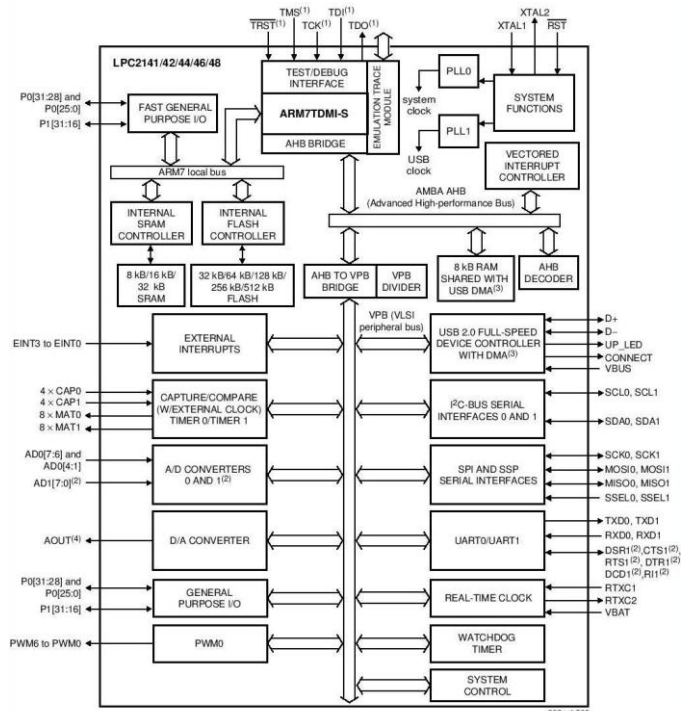 TMS(1)
TDI(1)
XTAL2
TRST(1)
TCK(1)
TDO(1)
XTAL1
RST
LPC2141/42/44/46/48
P0[31:28] and
P0[25:0]
P1[31:16]
FAST GENERAL
PURPOSE I/O
TEST/DEBUG
INTERFACE
ARM7TDMI-S
AHB BRIDGE
EMULATION TRACE
MODULE
PLL0
system
clock
PLL1
USB
clock
SYSTEM
FUNCTIONS
VECTORED
INTERRUPT
CONTROLLER
ARM7 local bus
AMBA AHB
(Advanced High-performance Bus)
INTERNAL
SRAM
CONTROLLER
INTERNAL
FLASH
CONTROLLER
8 kB/16 kB/
32 kB
SRAM
32 kB/64 kB/128 kB/
256 kB/512 kB
FLASH
AHB TO VPB
BRIDGE
VPB
DIVIDER
8 kB RAM
SHARED WITH
USB DMA(3)
AHB
DECODER
VPB (VLSI
peripheral bus)
EINT3 to EINT0
EXTERNAL
INTERRUPTS
USB 2.0 FULL-SPEED
DEVICE CONTROLLER
WITH DMA(3)
D+
D−
UP_LED
CONNECT
VBUS
4 × CAP0
4 × CAP1
8 × MAT0
8 × MAT1
CAPTURE/COMPARE
(W/EXTERNAL CLOCK)
TIMER 0/TIMER 1
I2C-BUS SERIAL
INTERFACES 0 AND 1
SCL0, SCL1
SDA0, SDA1
AD0[7:6] and
AD0[4:1]
AD1[7:0](2)
A/D CONVERTERS
0 AND 1(2)
SPI AND SSP
SERIAL INTERFACES
SCK0, SCK1
MOSI0, MOSI1
MISO0, MISO1
SSEL0, SSEL1
AOUT(4)
D/A CONVERTER
UART0/UART1
TXD0, TXD1
RXD0, RXD1
DSR1(2),CTS1(2),
RTS1(2), DTR1(2)
DCD1(2),RI1(2)
P0[31:28] and
P0[25:0]
P1[31:16]
GENERAL
PURPOSE I/O
REAL-TIME CLOCK
RTXC1
RTXC2
VBAT
PWM6 to PWM0
PWM0
WATCHDOG
TIMER
SYSTEM
CONTROL